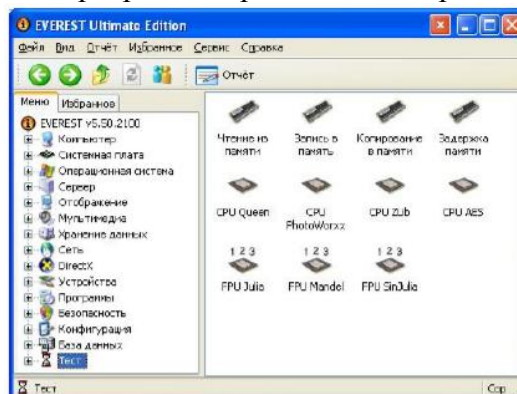 EVEREST Ultimate Edition
Файл Вид Отчёт Избранное Сервис Справка
Отчёт
Меню Избранное
EVEREST v5.50.2100
Компьютер
Системная плата
Операционная система
Сервер
Отображение
Мультимедиа
Хранение данных
Сеть
DirectX
Устройства
Программы
Безопасность
Конфигурация
База данных
Тест
Чтение из памяти
Запись в память
Копирование в памяти
Задержка памяти
CPU Queen
CPU PhotoWorxx
CPU ZLib
CPU AES
1 2 3
1 2 3
1 2 3
FPU Julia
FPU Mandel
FPU SinJulia
Тест